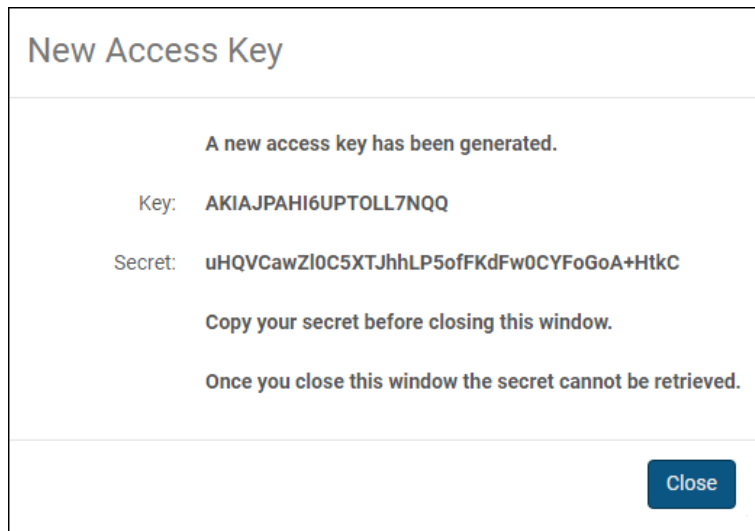 New Access Key
A new access key has been generated.
Key: AKIAJPAHI6UPTOLL7NQQ
Secret: uHQVCawZl0C5XTJhhLP5ofFKdFw0CYFoGoA+HtkC
Copy your secret before closing this window.
Once you close this window the secret cannot be retrieved.
Close